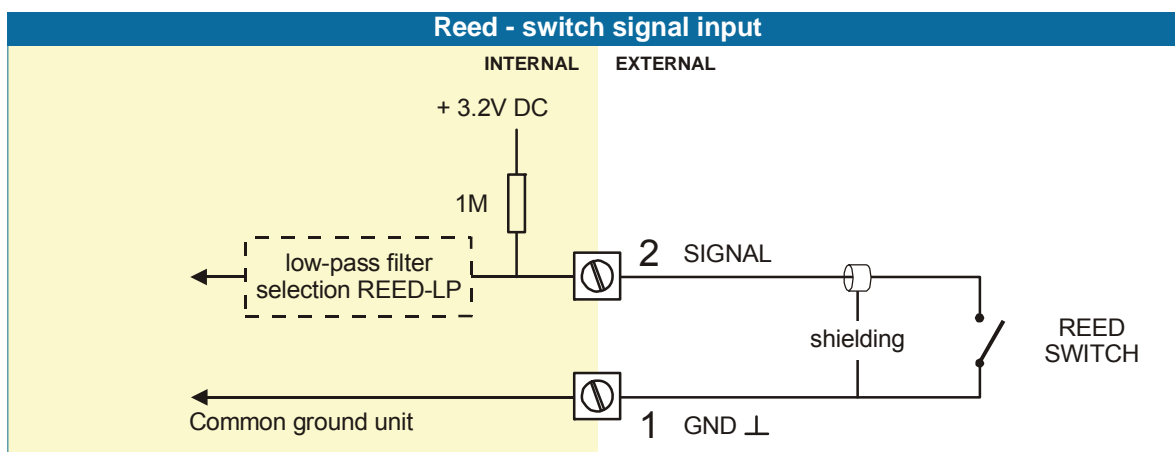 Reed - switch signal input
INTERNAL
EXTERNAL
+ 3.2V DC
1M
low-pass filter
selection REED-LP
2 SIGNAL
shielding
REED
SWITCH
Common ground unit
1 GND ⊥